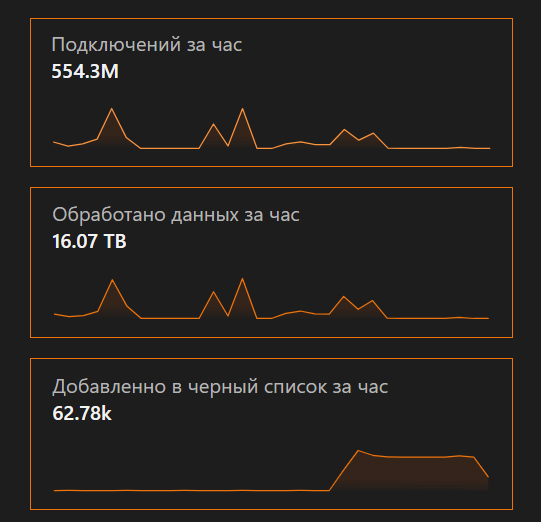 Подключений за час
554.3M
Обработано данных за час
16.07 TB
Добавленно в черный список за час
62.78k